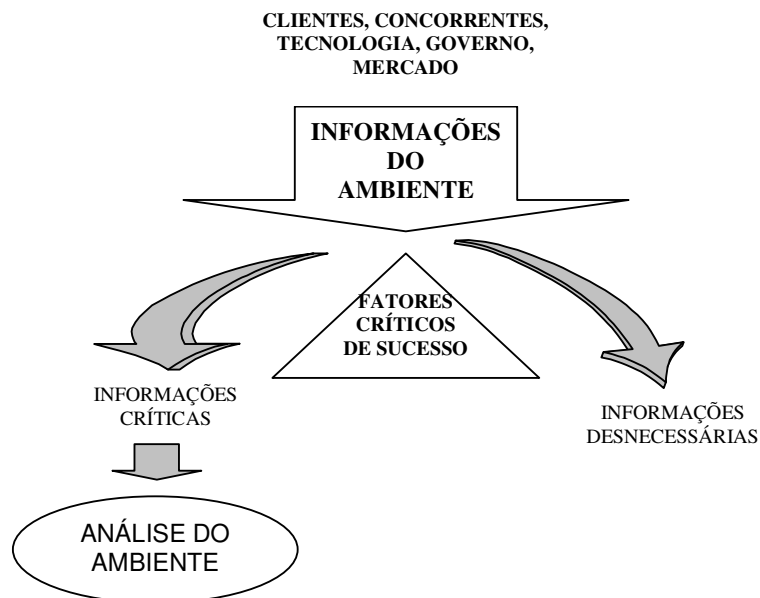 CLIENTES, CONCORRENTES,
TECNOLOGIA, GOVERNO,
MERCADO
INFORMAÇÕES
DO
AMBIENTE
FATORES
CRÍTICOS
DE SUCESSO
INFORMAÇÕES
CRÍTICAS
INFORMAÇÕES
DESNECESSÁRIAS
ANÁLISE DO
AMBIENTE